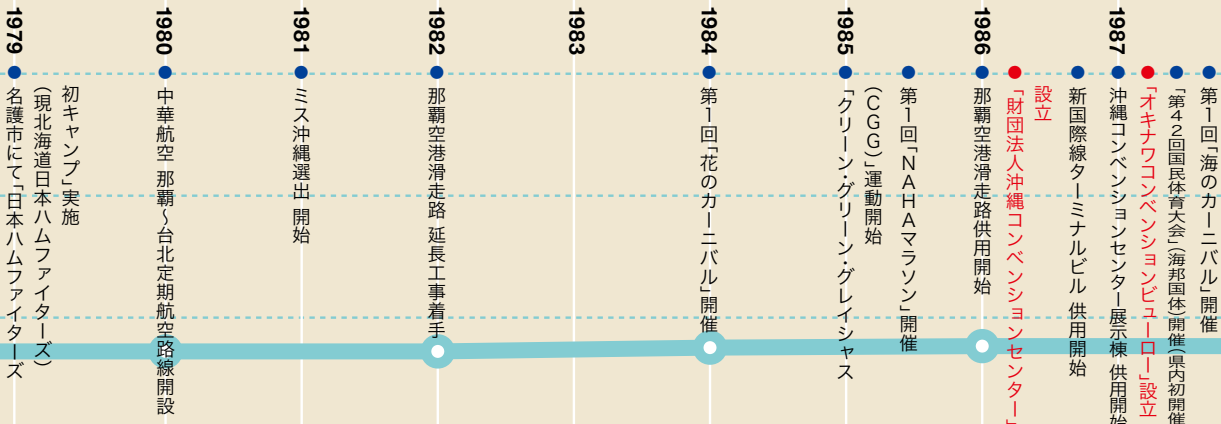 1979
名護市にて「日本ハムファイターズ
(現北海道日本ハムファイターズ)
初キャンプ」実施
1980
中華航空 那覇〜台北定期航空路線開設
1981
ミス沖縄選出 開始
1982
那覇空港滑走路 延長工事着手
1983
1984
第1回「花のカーニバル」開催
1985
「クリーン・グリーン・グレイシャス
(CGG)」運動開始
第1回「NAHAマラソン」開催
1986
那覇空港滑走路供用開始
「財団法人沖縄コンベンションセンター」
設立
新国際線ターミナルビル 供用開始
1987
沖縄コンベンションセンター展示棟 供用開始
「オキナワコンベンションビューロー」設立
「第42回国民体育大会」(海邦国体)開催(県内初開催
第1回「海のカーニバル」開催